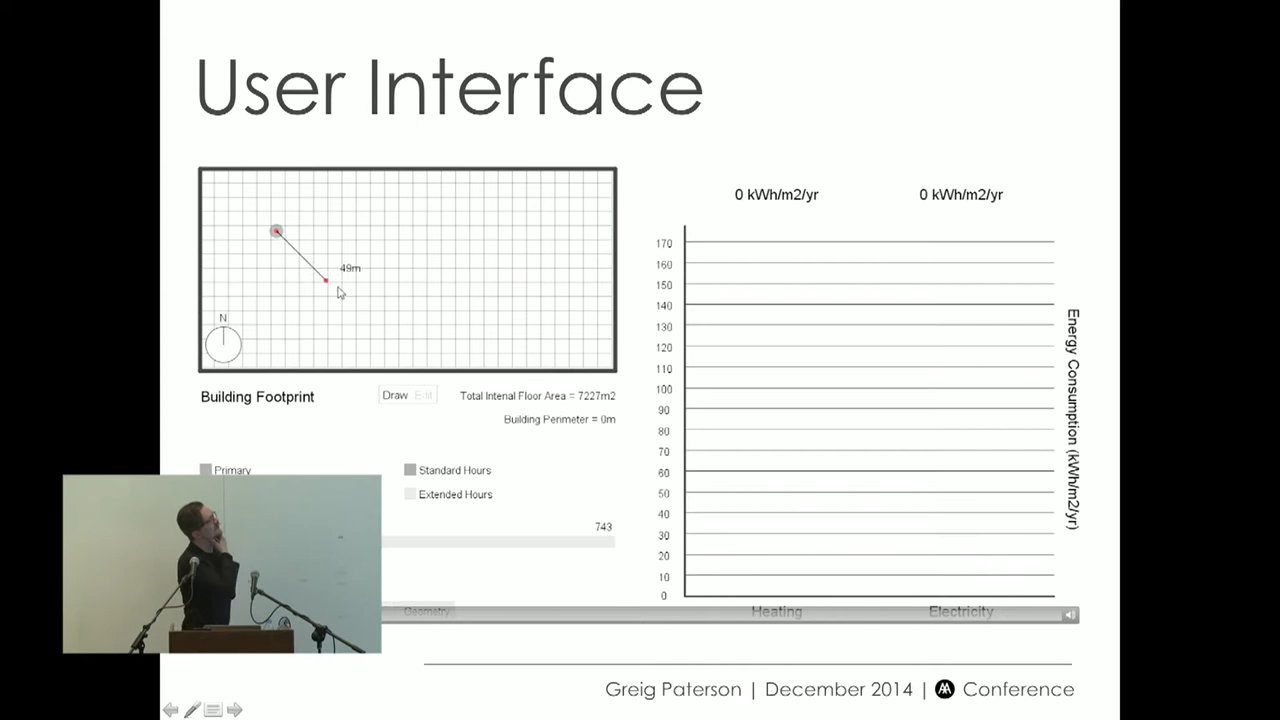 User Interface
49m
N
Building Footprint
Draw Edit
Total Intenal Floor Area = 7227m2
Building Perimeter = 0m
Primary
Standard Hours
Extended Hours
743
Geometry
0 kWh/m2/yr
0 kWh/m2/yr
170
160
150
140
130
120
110
100
90
80
70
60
50
40
30
20
10
0
Heating
Electricity
Energy Consumption (kWh/m2/yr)
Greig Paterson | December 2014 | AA Conference